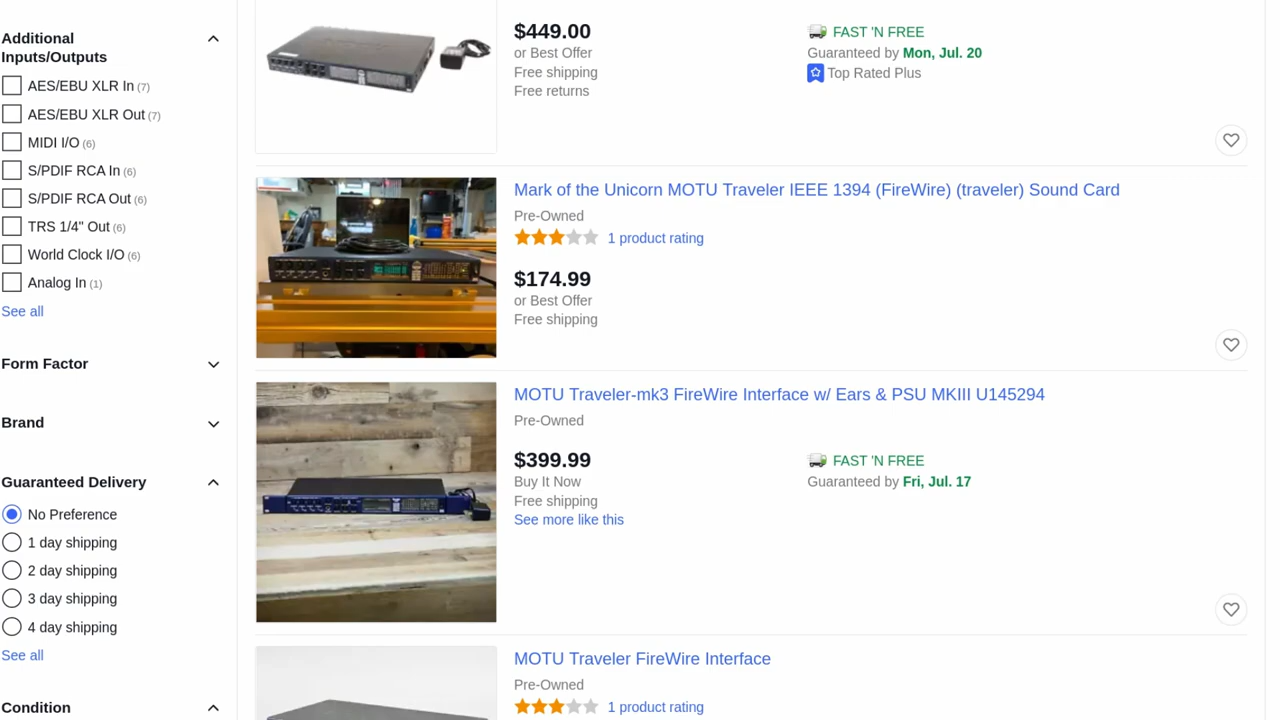 Additional
Inputs/Outputs
AES/EBU XLR In (7)
AES/EBU XLR Out (7)
MIDI I/O (6)
S/PDIF RCA In (6)
S/PDIF RCA Out (6)
TRS 1/4" Out (6)
World Clock I/O (6)
Analog In (1)
See all
Form Factor
Brand
Guaranteed Delivery
No Preference
1 day shipping
2 day shipping
3 day shipping
4 day shipping
See all
Condition
$449.00
or Best Offer
Free shipping
Free returns
FAST 'N FREE
Guaranteed by Mon, Jul. 20
Top Rated Plus
Mark of the Unicorn MOTU Traveler IEEE 1394 (FireWire) (traveler) Sound Card
Pre-Owned
1 product rating
$174.99
or Best Offer
Free shipping
MOTU Traveler-mk3 FireWire Interface w/ Ears & PSU MKIII U145294
Pre-Owned
$399.99
Buy It Now
Free shipping
See more like this
FAST 'N FREE
Guaranteed by Fri, Jul. 17
MOTU Traveler FireWire Interface
Pre-Owned
1 product rating